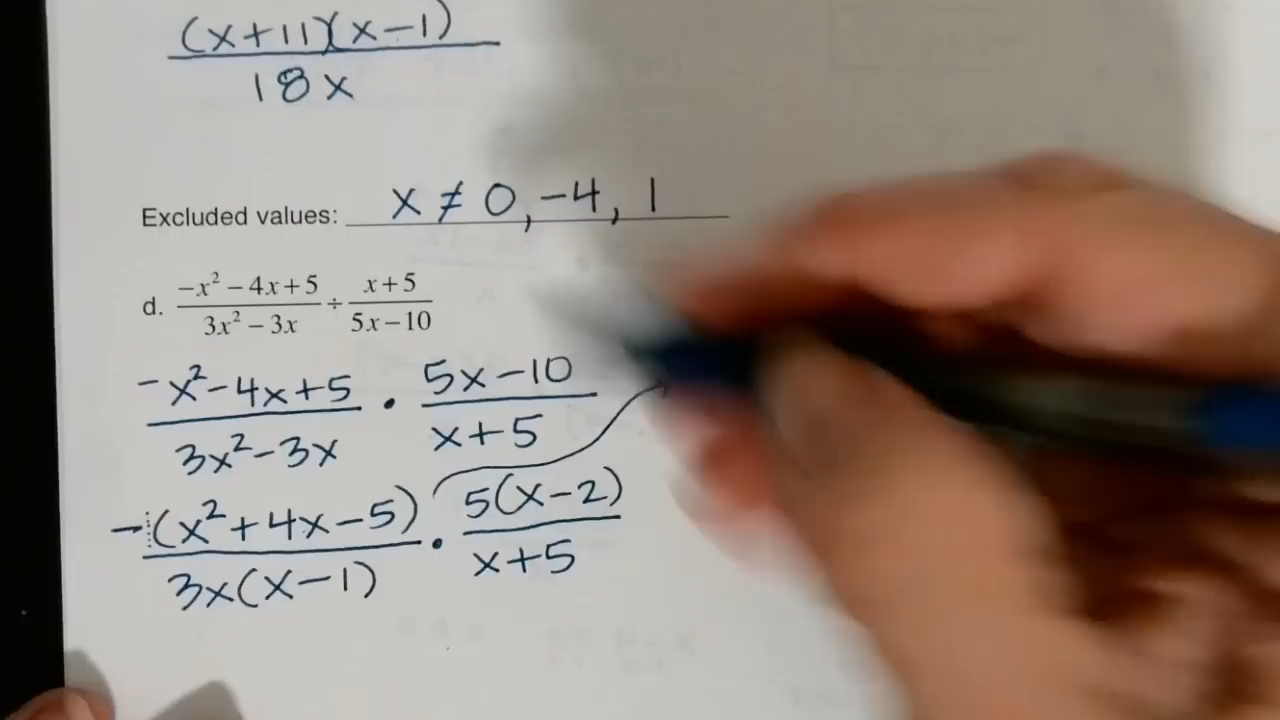 (x+11)(x-1)
18x
Excluded values: x ≠ 0, -4, 1
d. (-x² - 4x + 5)/(3x² - 3x) ÷ (x + 5)/(5x - 10)
-x²-4x+5 / 3x²-3x · 5x-10 / x+5
-1(x²+4x-5) / 3x(x-1) · 5(x-2) / x+5